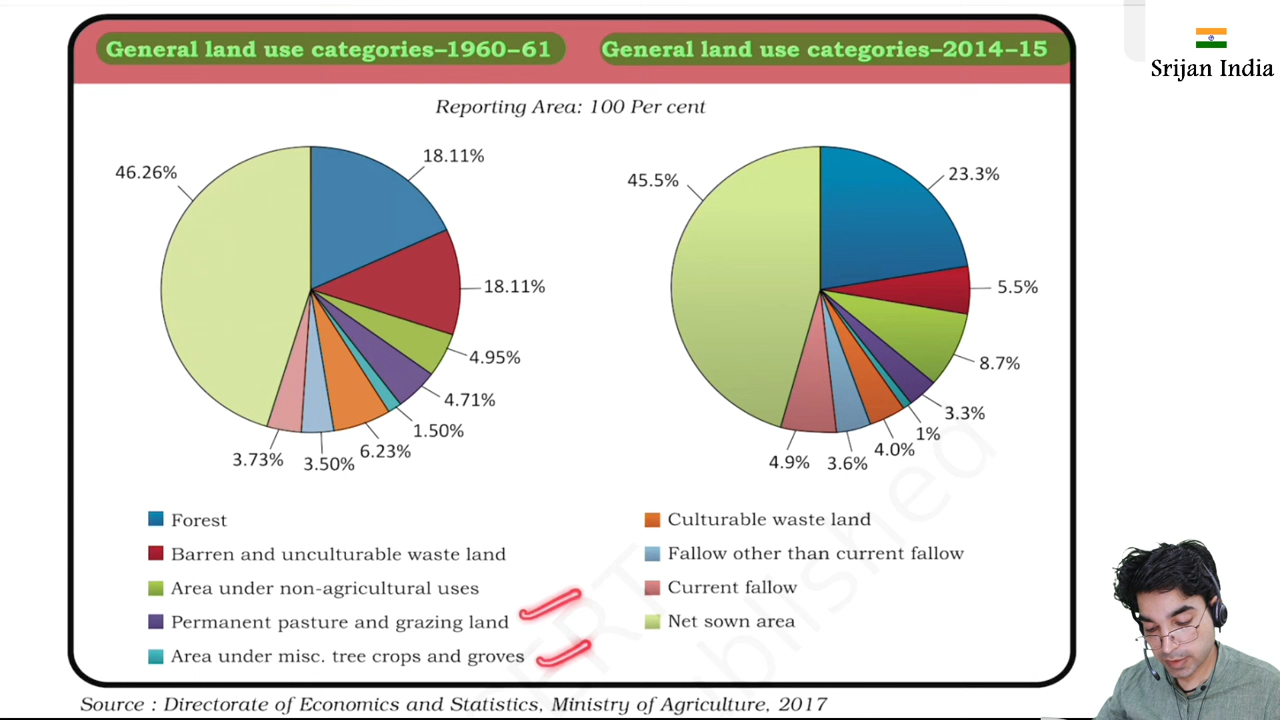 General land use categories–1960–61
General land use categories–2014–15
Srijan India
Reporting Area: 100 Per cent
46.26%
18.11%
18.11%
4.95%
4.71%
1.50%
6.23%
3.50%
3.73%
45.5%
23.3%
5.5%
8.7%
3.3%
1%
4.0%
3.6%
4.9%
Forest
Barren and unculturable waste land
Area under non-agricultural uses
Permanent pasture and grazing land
Area under misc. tree crops and groves
Culturable waste land
Fallow other than current fallow
Current fallow
Net sown area
Source : Directorate of Economics and Statistics, Ministry of Agriculture, 2017